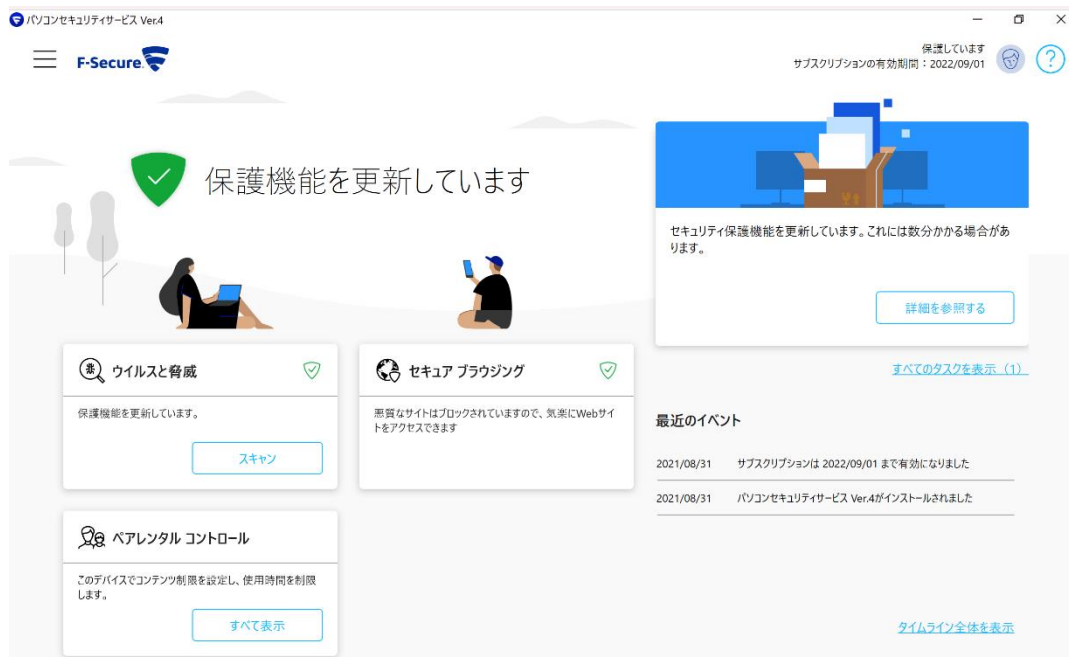 パソコンセキュリティサービス Ver.4
F-Secure
保護しています
サブスクリプションの有効期間：2022/09/01
?
保護機能を更新しています
セキュリティ保護機能を更新しています。これには数分かかる場合があ
ります。
詳細を参照する
すべてのタスクを表示（1）
ウイルスと脅威
保護機能を更新しています。
スキャン
セキュア ブラウジング
悪質なサイトはブロックされていますので、気楽にWebサイ
トをアクセスできます
最近のイベント
2021/08/31 サブスクリプションは 2022/09/01 まで有効になりました
2021/08/31 パソコンセキュリティサービス Ver.4がインストールされました
ペアレンタル コントロール
このデバイスでコンテンツ制限を設定し、使用時間を制限
します。
すべて表示
タイムライン全体を表示